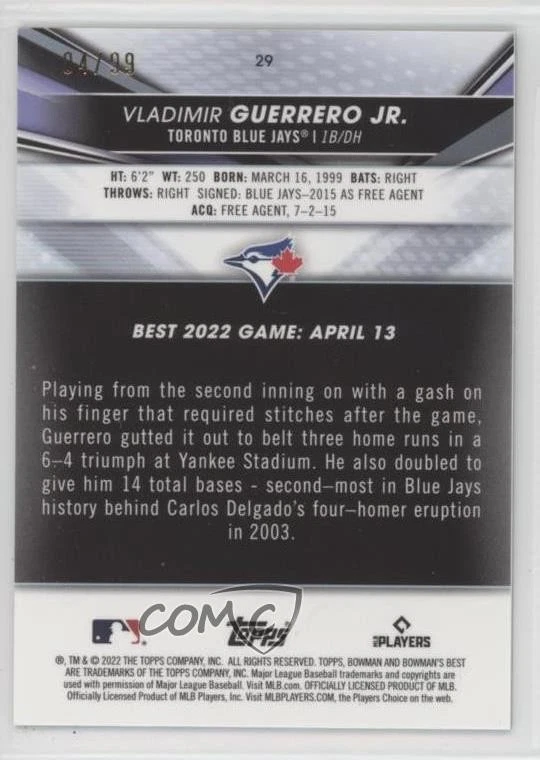 94/99
29
VLADIMIR GUERRERO JR.
TORONTO BLUE JAYS® | 1B/DH
HT: 6'2" WT: 250 BORN: MARCH 16, 1999 BATS: RIGHT
THROWS: RIGHT SIGNED: BLUE JAYS–2015 AS FREE AGENT
ACQ: FREE AGENT, 7-2-15
BEST 2022 GAME: APRIL 13
Playing from the second inning on with a gash on
his finger that required stitches after the game,
Guerrero gutted it out to belt three home runs in a
6–4 triumph at Yankee Stadium. He also doubled to
give him 14 total bases - second–most in Blue Jays
history behind Carlos Delgado's four–homer eruption
in 2003.
COMC
Topps
PLAYERS
®, TM & © 2022 THE TOPPS COMPANY, INC. ALL RIGHTS RESERVED. TOPPS, BOWMAN AND BOWMAN'S BEST
ARE TRADEMARKS OF THE TOPPS COMPANY, INC. Major League Baseball trademarks and copyrights are
used with permission of Major League Baseball. Visit MLB.com. OFFICIALLY LICENSED PRODUCT OF MLB.
Officially Licensed Product of MLB Players, Inc. Visit MLBPLAYERS.COM, the Players Choice on the web.